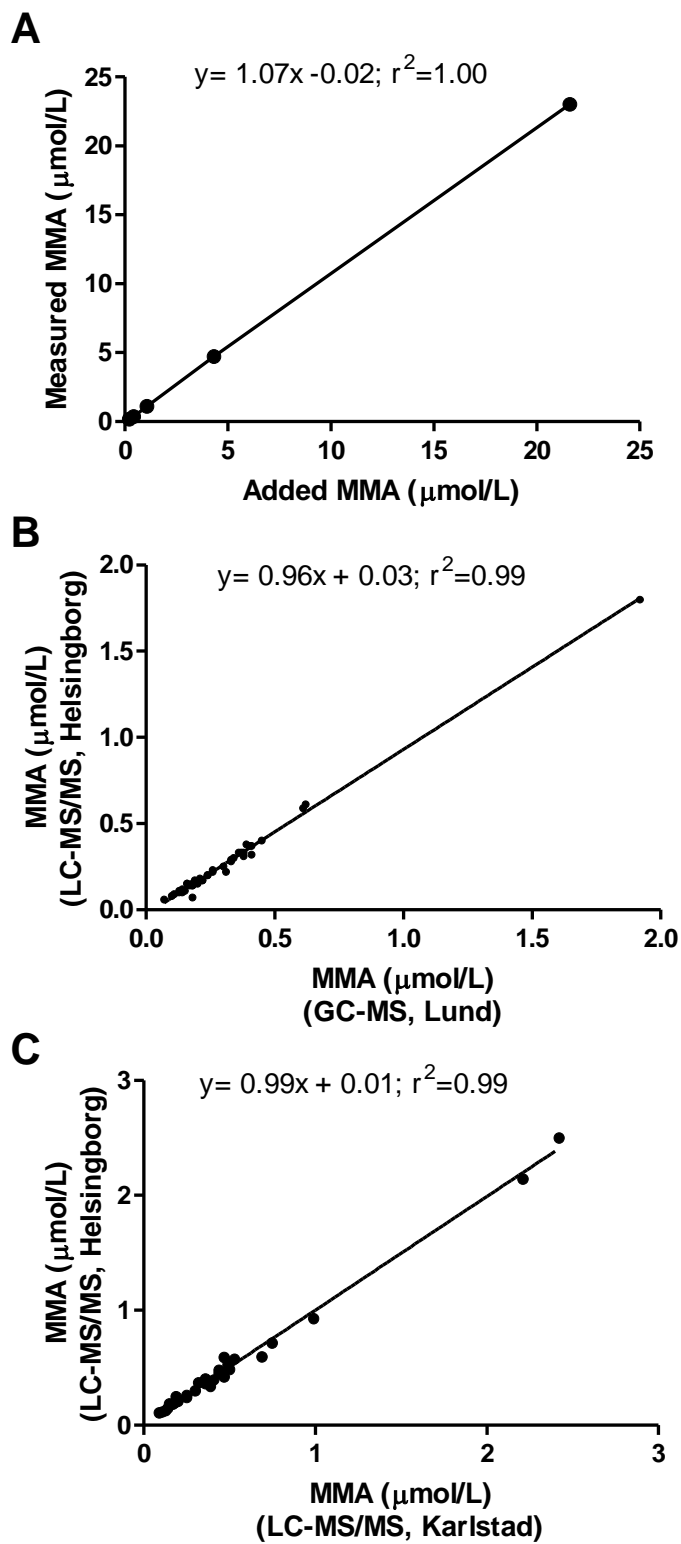 A
y= 1.07x -0.02; r²=1.00
25
20
15
10
5
0
Measured MMA (μmol/L)
0 5 10 15 20 25
Added MMA (μmol/L)
B
y= 0.96x + 0.03; r²=0.99
2.0
1.5
1.0
0.5
0.0
MMA (μmol/L)
(LC-MS/MS, Helsingborg)
0.0 0.5 1.0 1.5 2.0
MMA (μmol/L)
(GC-MS, Lund)
C
y= 0.99x + 0.01; r²=0.99
3
2
1
0
MMA (μmol/L)
(LC-MS/MS, Helsingborg)
0 1 2 3
MMA (μmol/L)
(LC-MS/MS, Karlstad)